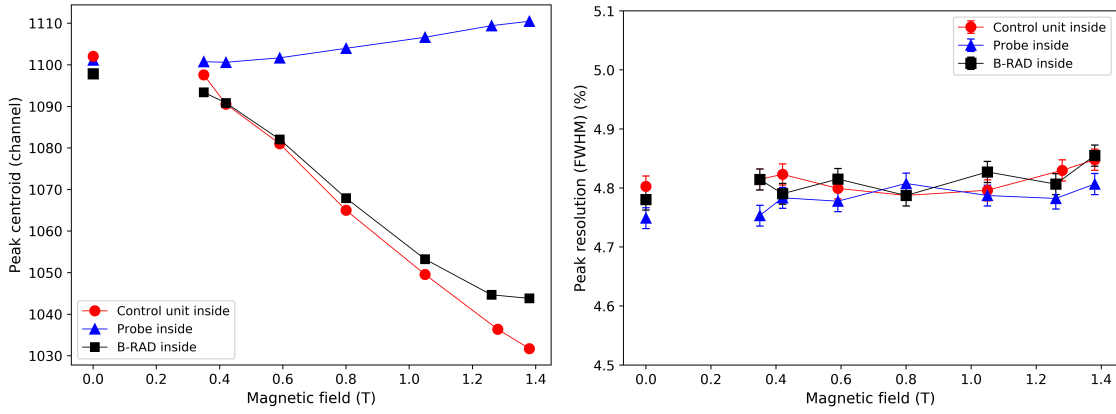 1110
1100
1090
1080
1070
1060
1050
1040
1030
Peak centroid (channel)
Control unit inside
Probe inside
B-RAD inside
0.0 0.2 0.4 0.6 0.8 1.0 1.2 1.4
Magnetic field (T)
5.1
5.0
4.9
4.8
4.7
4.6
4.5
Peak resolution (FWHM) (%)
Control unit inside
Probe inside
B-RAD inside
0.0 0.2 0.4 0.6 0.8 1.0 1.2 1.4
Magnetic field (T)